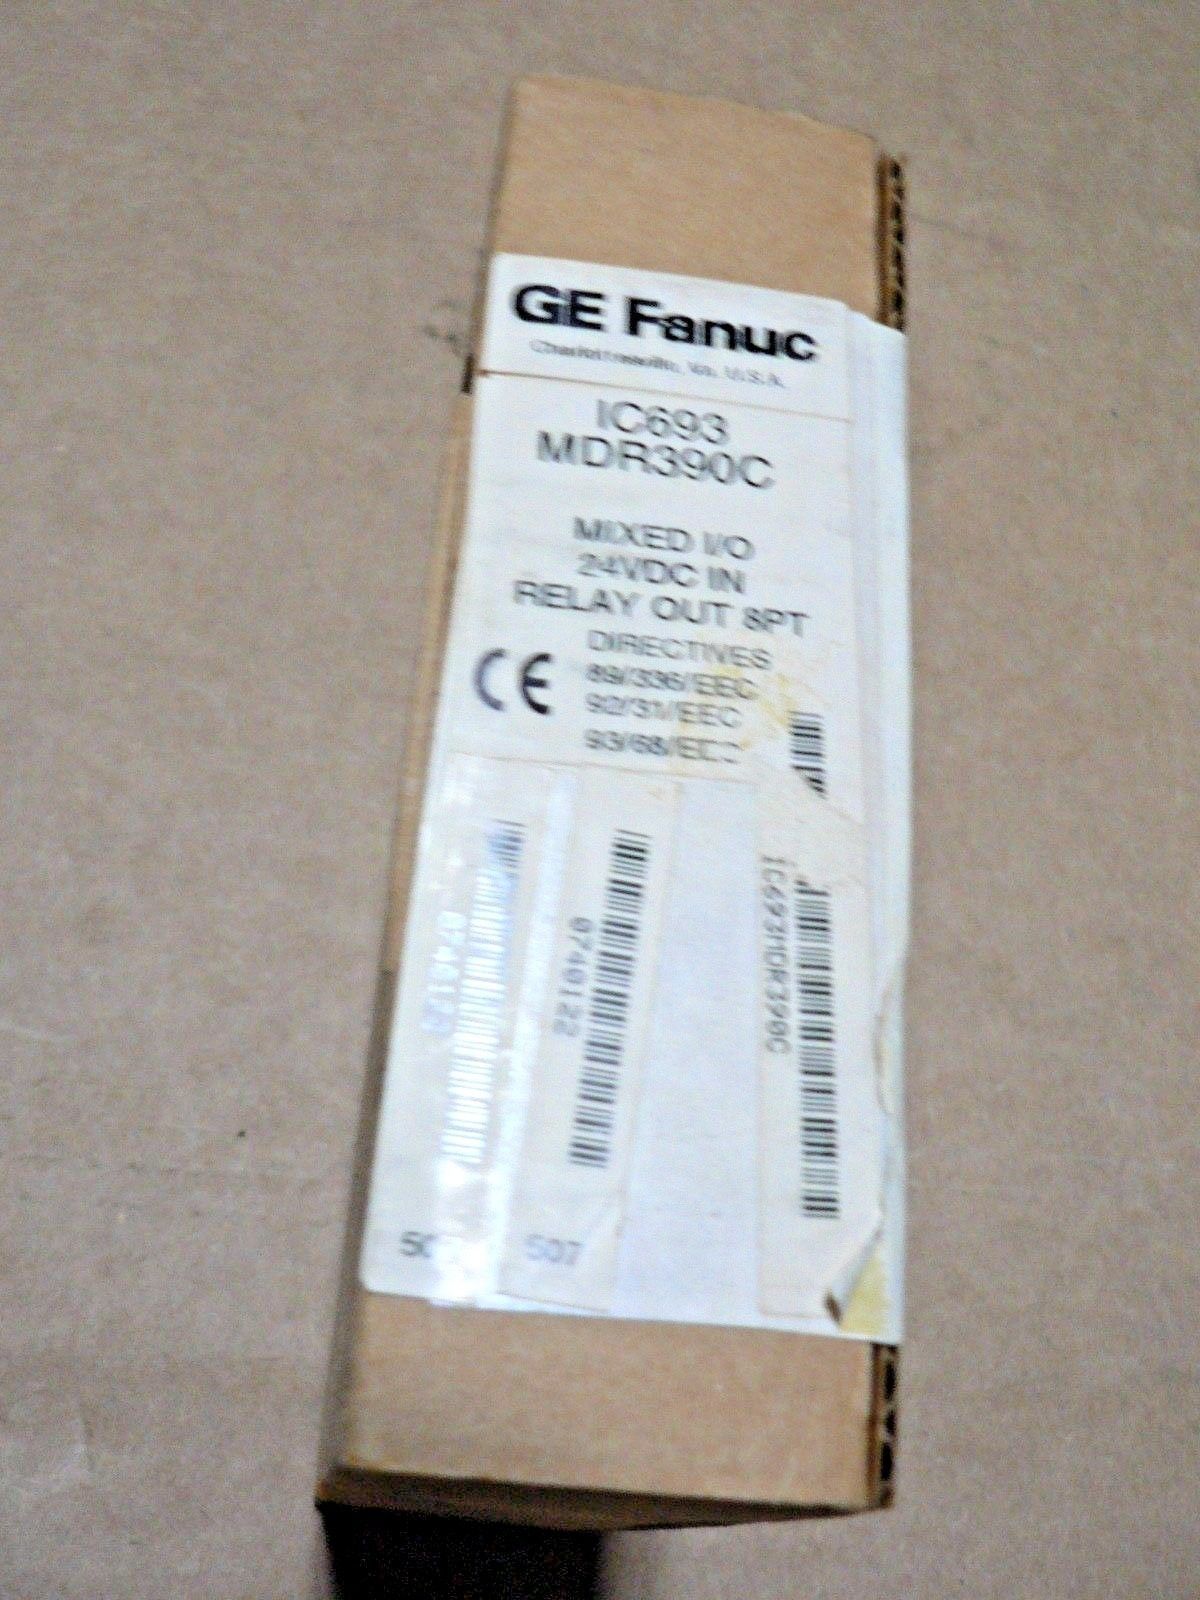 GE Fanuc
Charlottesville, Va. U.S.A.
IC693
MDR390C
MIXED I/O
24VDC IN
RELAY OUT 8PT
CE
DIRECTIVES
89/336/EEC
92/31/EEC
93/68/EEC
0740122
IC693MDR390C
507